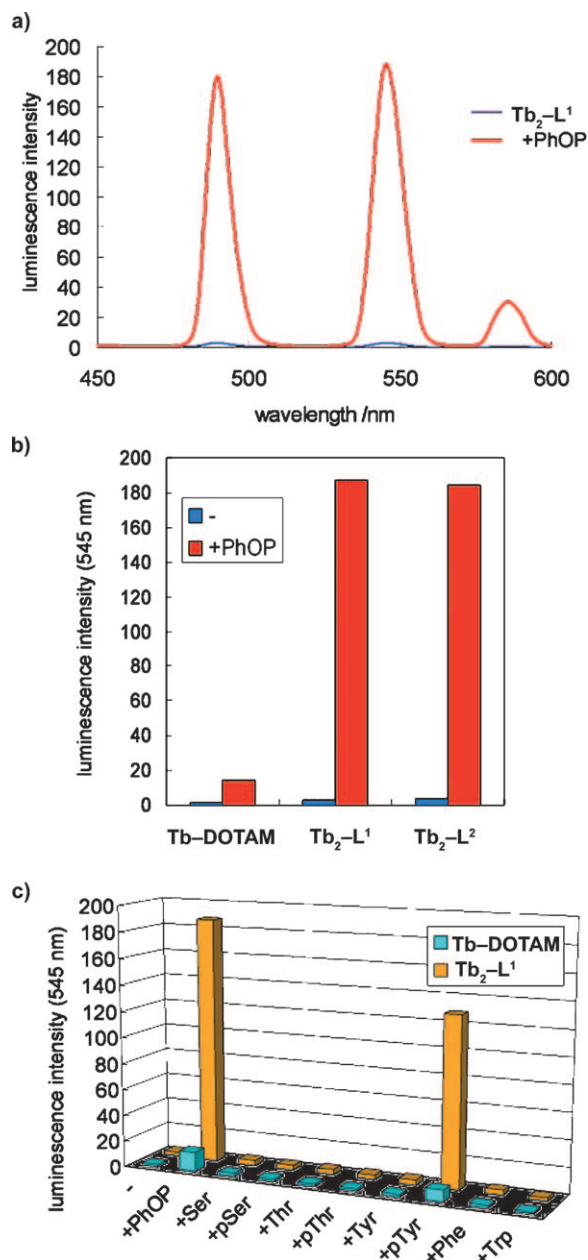 a)
200
180
160
140
120
100
80
60
40
20
0
luminescence intensity
Tb₂–L¹
+PhOP
450 500 550 600
wavelength /nm
b)
200
180
160
140
120
100
80
60
40
20
0
luminescence intensity (545 nm)
-
+PhOP
Tb–DOTAM Tb₂–L¹ Tb₂–L²
c)
200
180
160
140
120
100
80
60
40
20
0
luminescence intensity (545 nm)
Tb–DOTAM
Tb₂–L¹
-
+PhOP
+Ser
+pSer
+Thr
+pThr
+Tyr
+pTyr
+Phe
+Trp